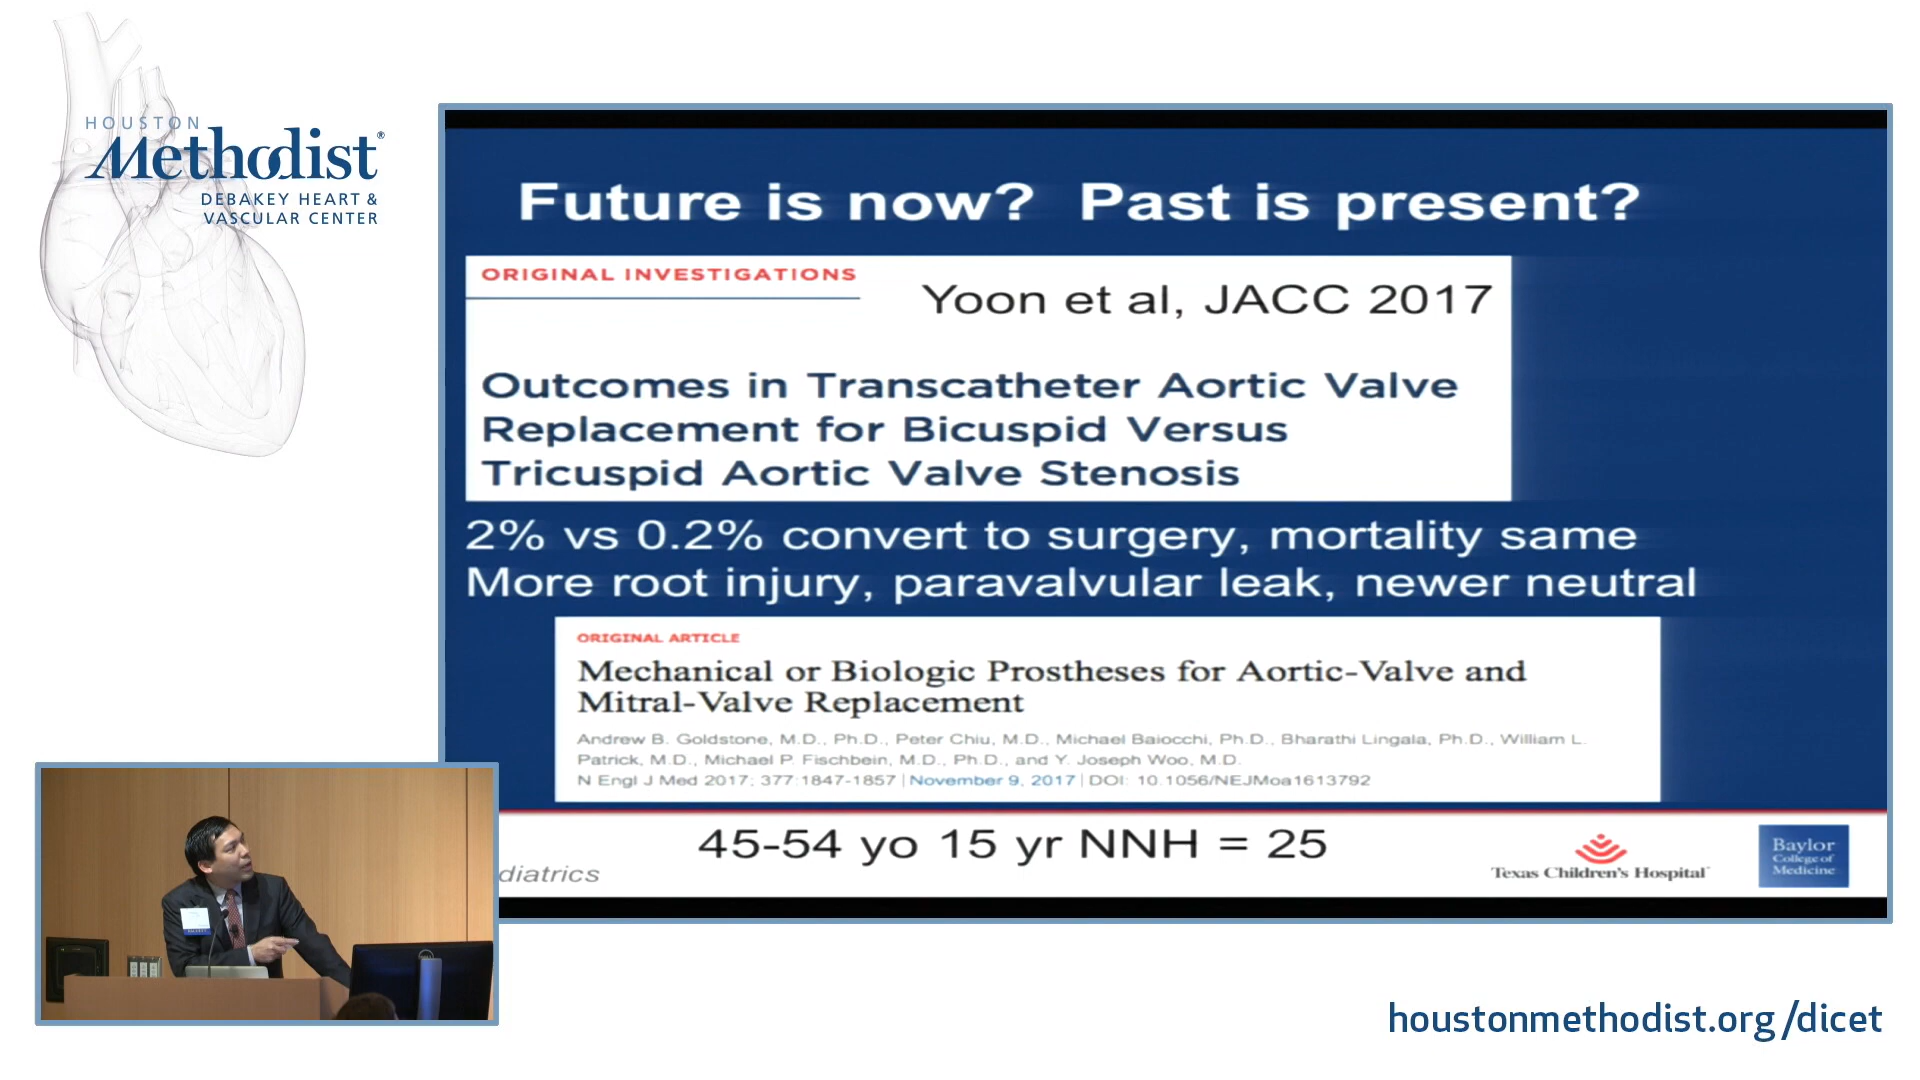 HOUSTON
Methodist®
DEBAKEY HEART &
VASCULAR CENTER
Future is now? Past is present?
ORIGINAL INVESTIGATIONS
Yoon et al, JACC 2017
Outcomes in Transcatheter Aortic Valve
Replacement for Bicuspid Versus
Tricuspid Aortic Valve Stenosis
2% vs 0.2% convert to surgery, mortality same
More root injury, paravalvular leak, newer neutral
ORIGINAL ARTICLE
Mechanical or Biologic Prostheses for Aortic-Valve and
Mitral-Valve Replacement
Andrew B. Goldstone, M.D., Ph.D., Peter Chiu, M.D., Michael Baiocchi, Ph.D., Bharathi Lingala, Ph.D., William L.
Patrick, M.D., Michael P. Fischbein, M.D., Ph.D., and Y. Joseph Woo, M.D.
N Engl J Med 2017; 377:1847-1857 | November 9, 2017 | DOI: 10.1056/NEJMoa1613792
45-54 yo 15 yr NNH = 25
diatrics
Texas Children's Hospital
Baylor
College of
Medicine
houstonmethodist.org/dicet